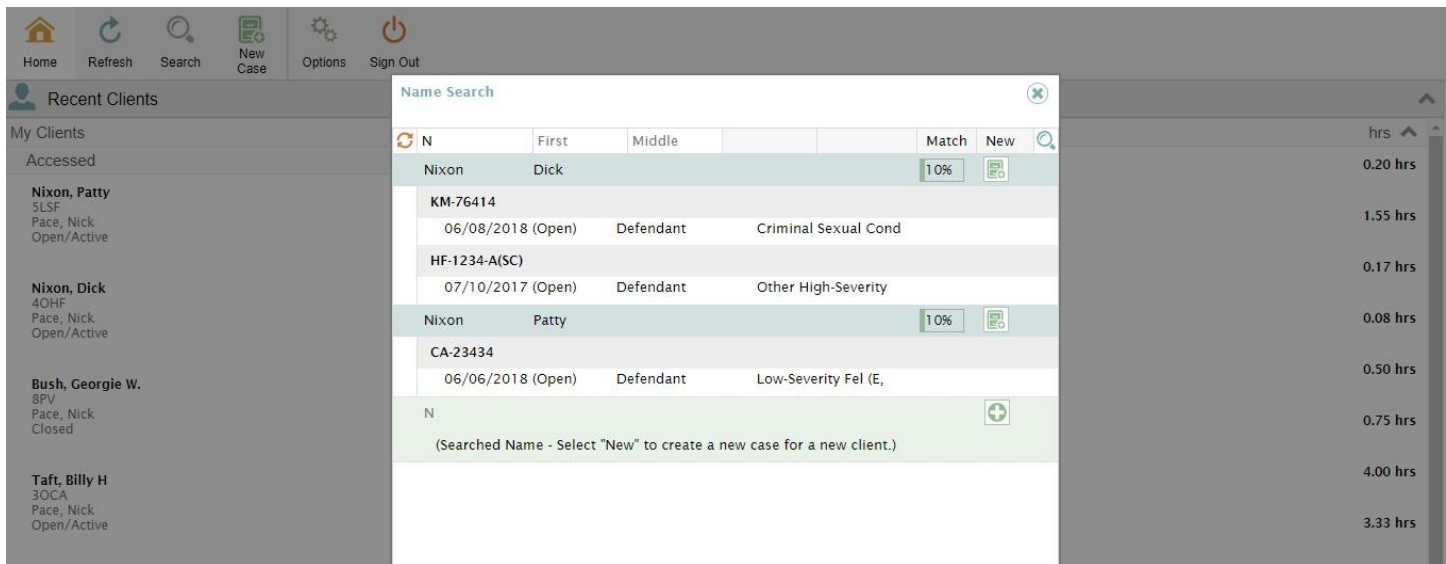 Home Refresh Search New Case Options Sign Out
Recent Clients
My Clients
Accessed
Nixon, Patty
5LSF
Pace, Nick
Open/Active
Nixon, Dick
4OHF
Pace, Nick
Open/Active
Bush, Georgie W.
8PV
Pace, Nick
Closed
Taft, Billy H
3OCA
Pace, Nick
Open/Active
Name Search
N First Middle Match New
Nixon Dick 10%
KM-76414
06/08/2018 (Open) Defendant Criminal Sexual Cond
HF-1234-A(SC)
07/10/2017 (Open) Defendant Other High-Severity
Nixon Patty 10%
CA-23434
06/06/2018 (Open) Defendant Low-Severity Fel (E,
N
(Searched Name - Select "New" to create a new case for a new client.)
hrs
0.20 hrs
1.55 hrs
0.17 hrs
0.08 hrs
0.50 hrs
0.75 hrs
4.00 hrs
3.33 hrs